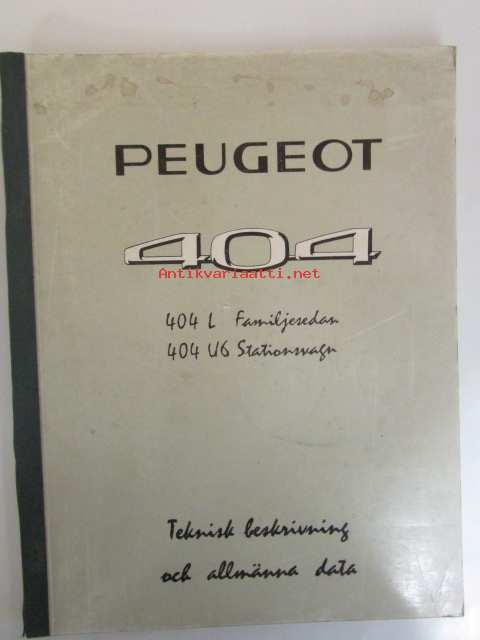 PEUGEOT
404
Antikvariaatti.net
404 L Familjesedan
404 U6 Stationsvagn
Teknisk beskrivning
och allmänna data